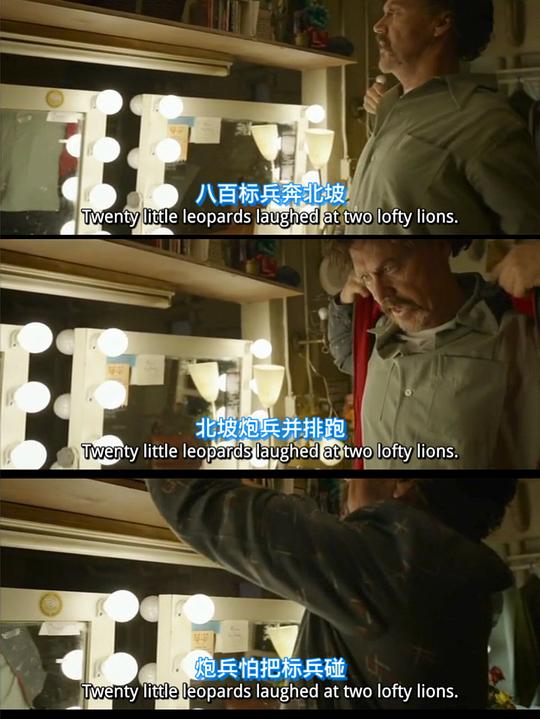 八百标兵奔北坡
Twenty little leopards laughed at two lofty lions.
北坡炮兵并排跑
Twenty little leopards laughed at two lofty lions.
炮兵怕把标兵碰
Twenty little leopards laughed at two lofty lions.